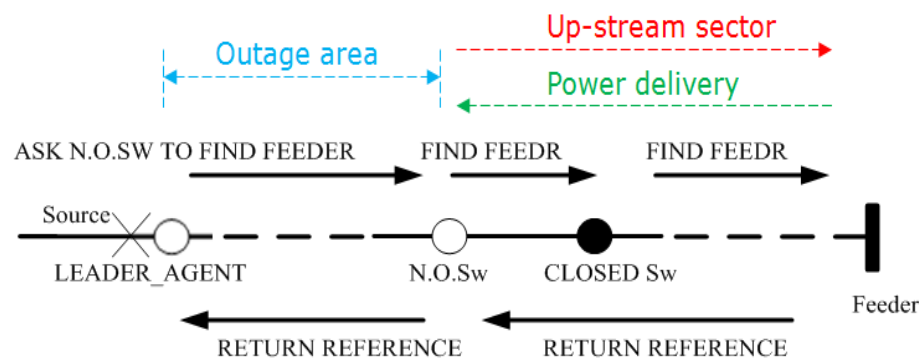 Up-stream sector
Outage area
Power delivery
ASK N.O.SW TO FIND FEEDER
FIND FEEDR
FIND FEEDR
Source
LEADER_AGENT
N.O.Sw
CLOSED Sw
Feeder
RETURN REFERENCE
RETURN REFERENCE